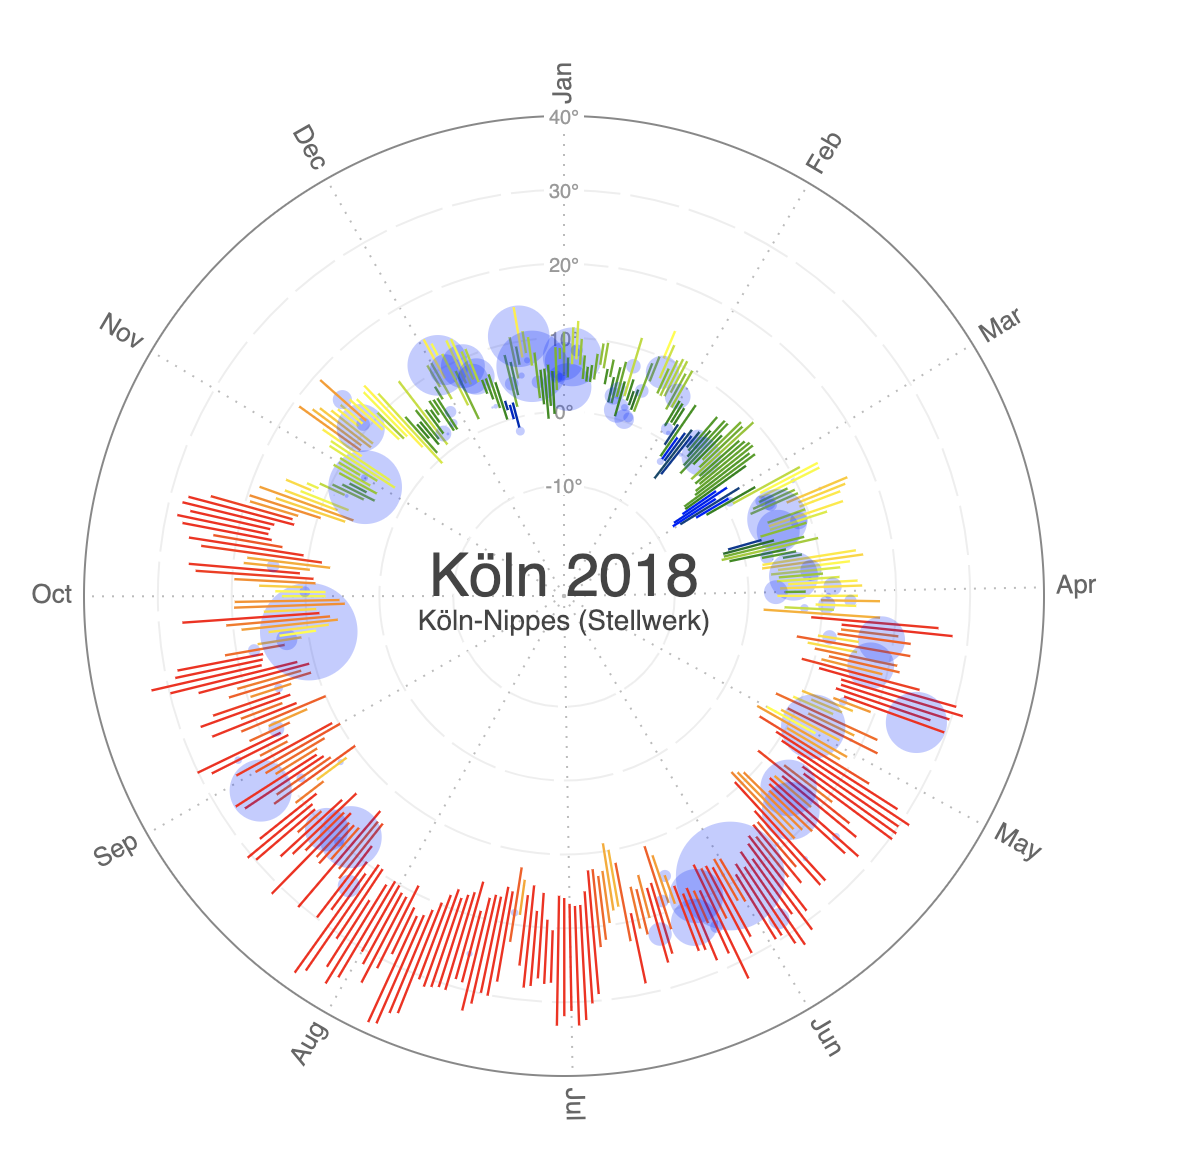 Jan
40°
Dec
Feb
30°
20°
Nov
Mar
10°
0°
-10°
Köln 2018
Oct
Apr
Köln-Nippes (Stellwerk)
Sep
May
Aug
Jun
Jul